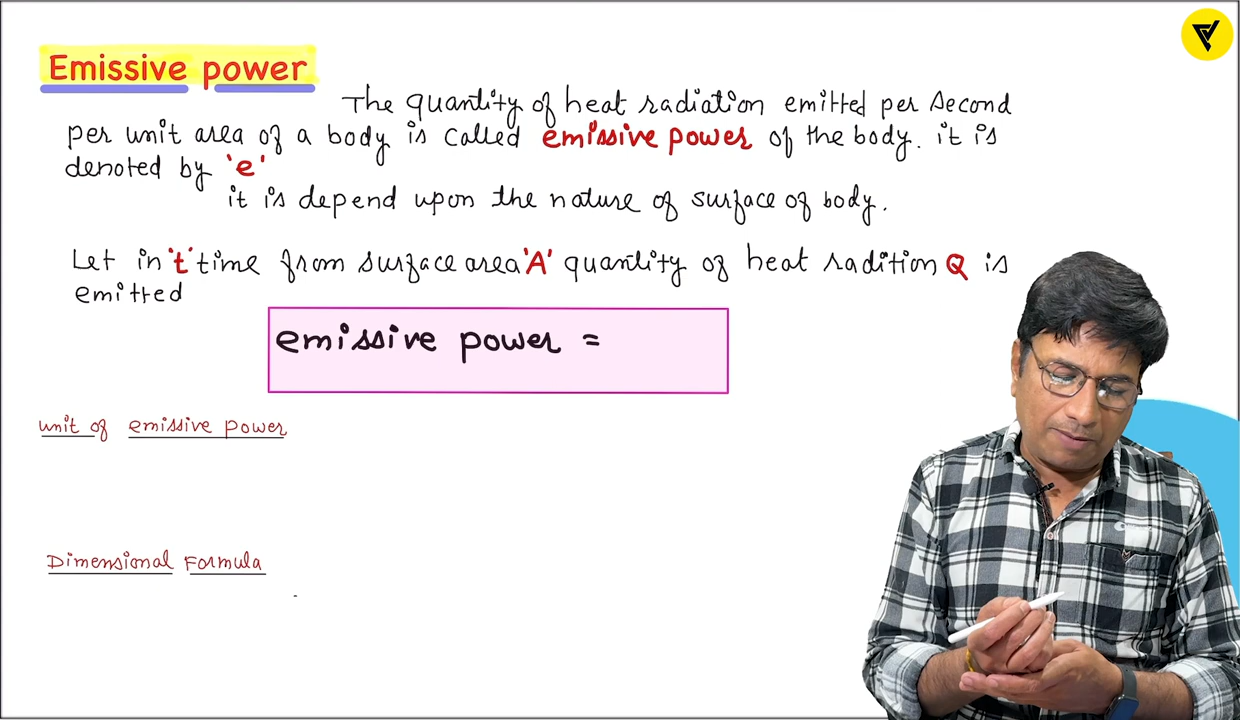 Emissive power
The quantity of heat radiation emitted per second
per unit area of a body is called emissive power of the body. it is
denoted by 'e'
it is depend upon the nature of surface of body.
Let in 't' time from surface area 'A' quantity of heat radition Q is
emitted
emissive power =
unit of emissive power
Dimensional Formula